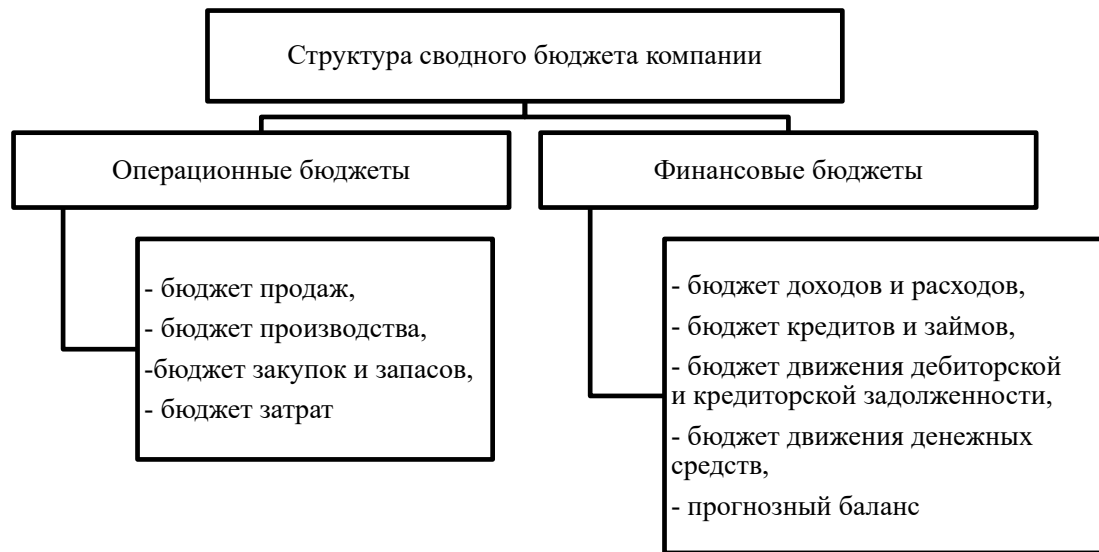 Структура сводного бюджета компании
Операционные бюджеты
Финансовые бюджеты
- бюджет продаж,
- бюджет производства,
-бюджет закупок и запасов,
- бюджет затрат
- бюджет доходов и расходов,
- бюджет кредитов и займов,
- бюджет движения дебиторской
и кредиторской задолженности,
- бюджет движения денежных
средств,
- прогнозный баланс